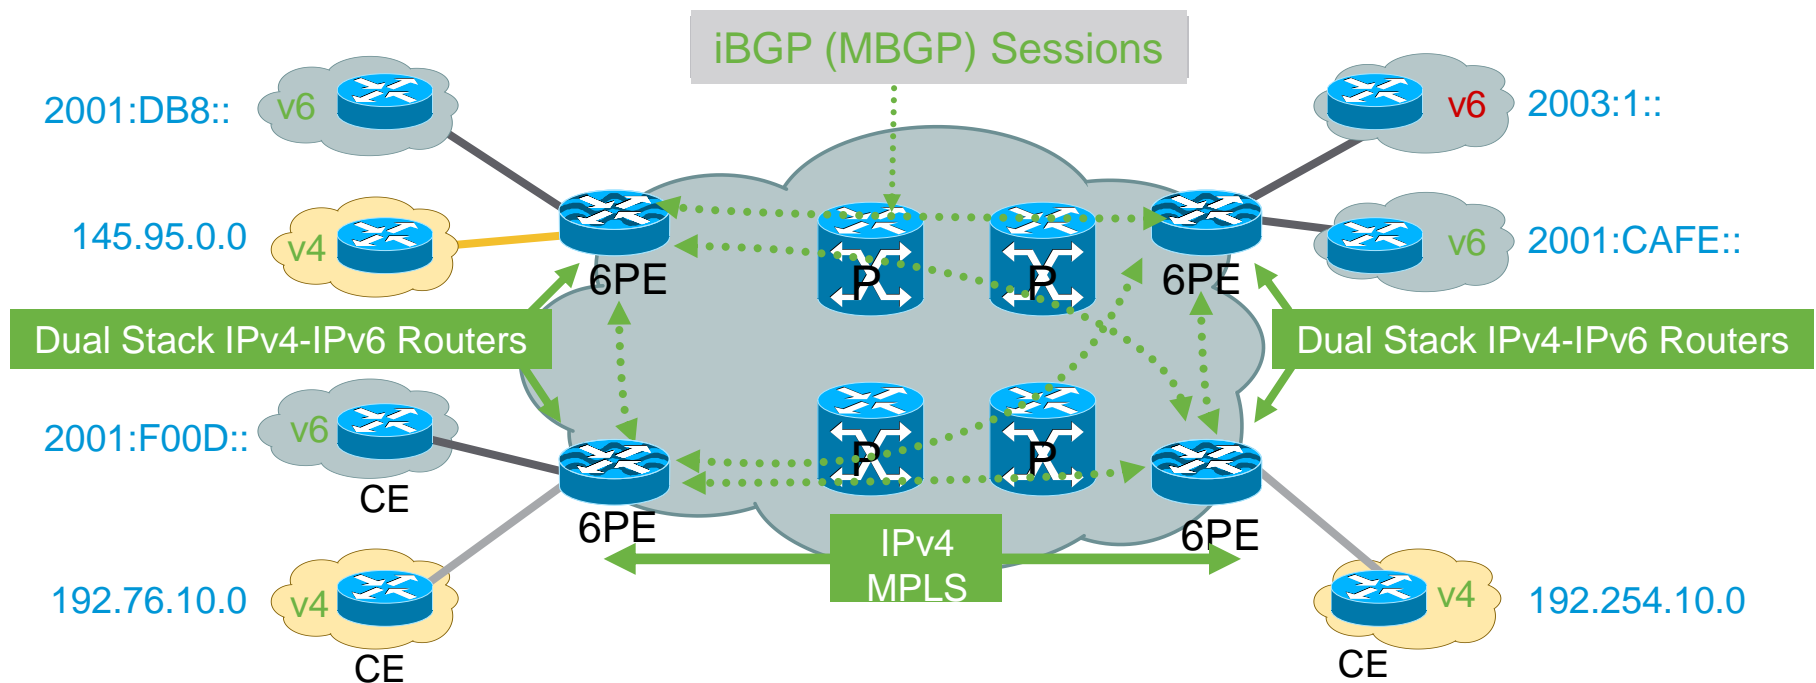 iBGP (MBGP) Sessions
2001:DB8::
v6
v6
2003:1::
145.95.0.0
v4
6PE
P
P
6PE
v6
2001:CAFE::
Dual Stack IPv4-IPv6 Routers
Dual Stack IPv4-IPv6 Routers
2001:F00D::
v6
CE
6PE
P
P
6PE
IPv4
MPLS
192.76.10.0
v4
CE
v4
192.254.10.0
CE